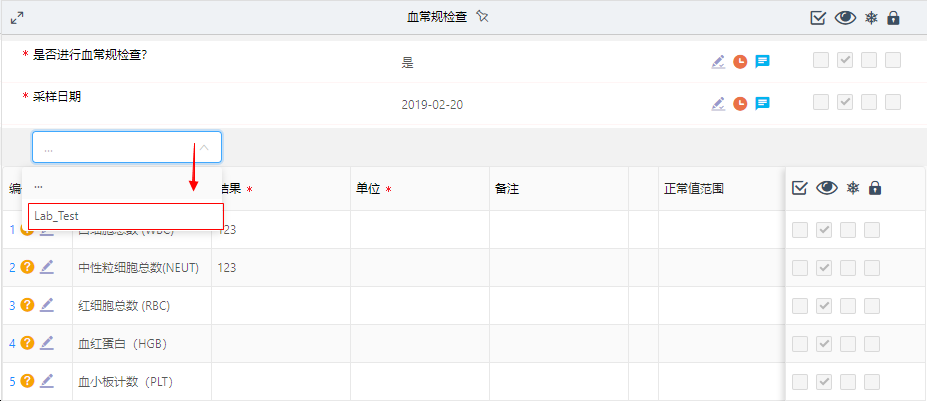 血常规检查
* 是否进行血常规检查?
是
* 采样日期
2019-02-20
...
...
Lab_Test
编 结果 * 单位 * 备注 正常值范围
1 ? 白细胞总数 (WBC) 123
2 ? 中性粒细胞总数(NEUT) 123
3 ? 红细胞总数 (RBC)
4 ? 血红蛋白（HGB）
5 ? 血小板计数（PLT）